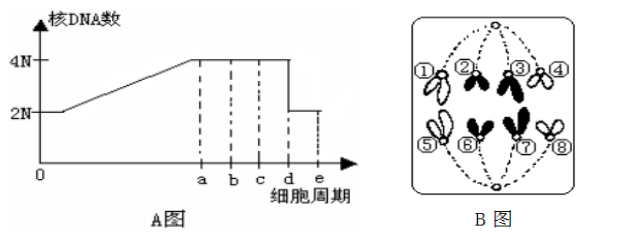 核DNA数
4N
2N
0
a b c d e
细胞周期
A图
① ② ③ ④
⑤ ⑥ ⑦ ⑧
B 图